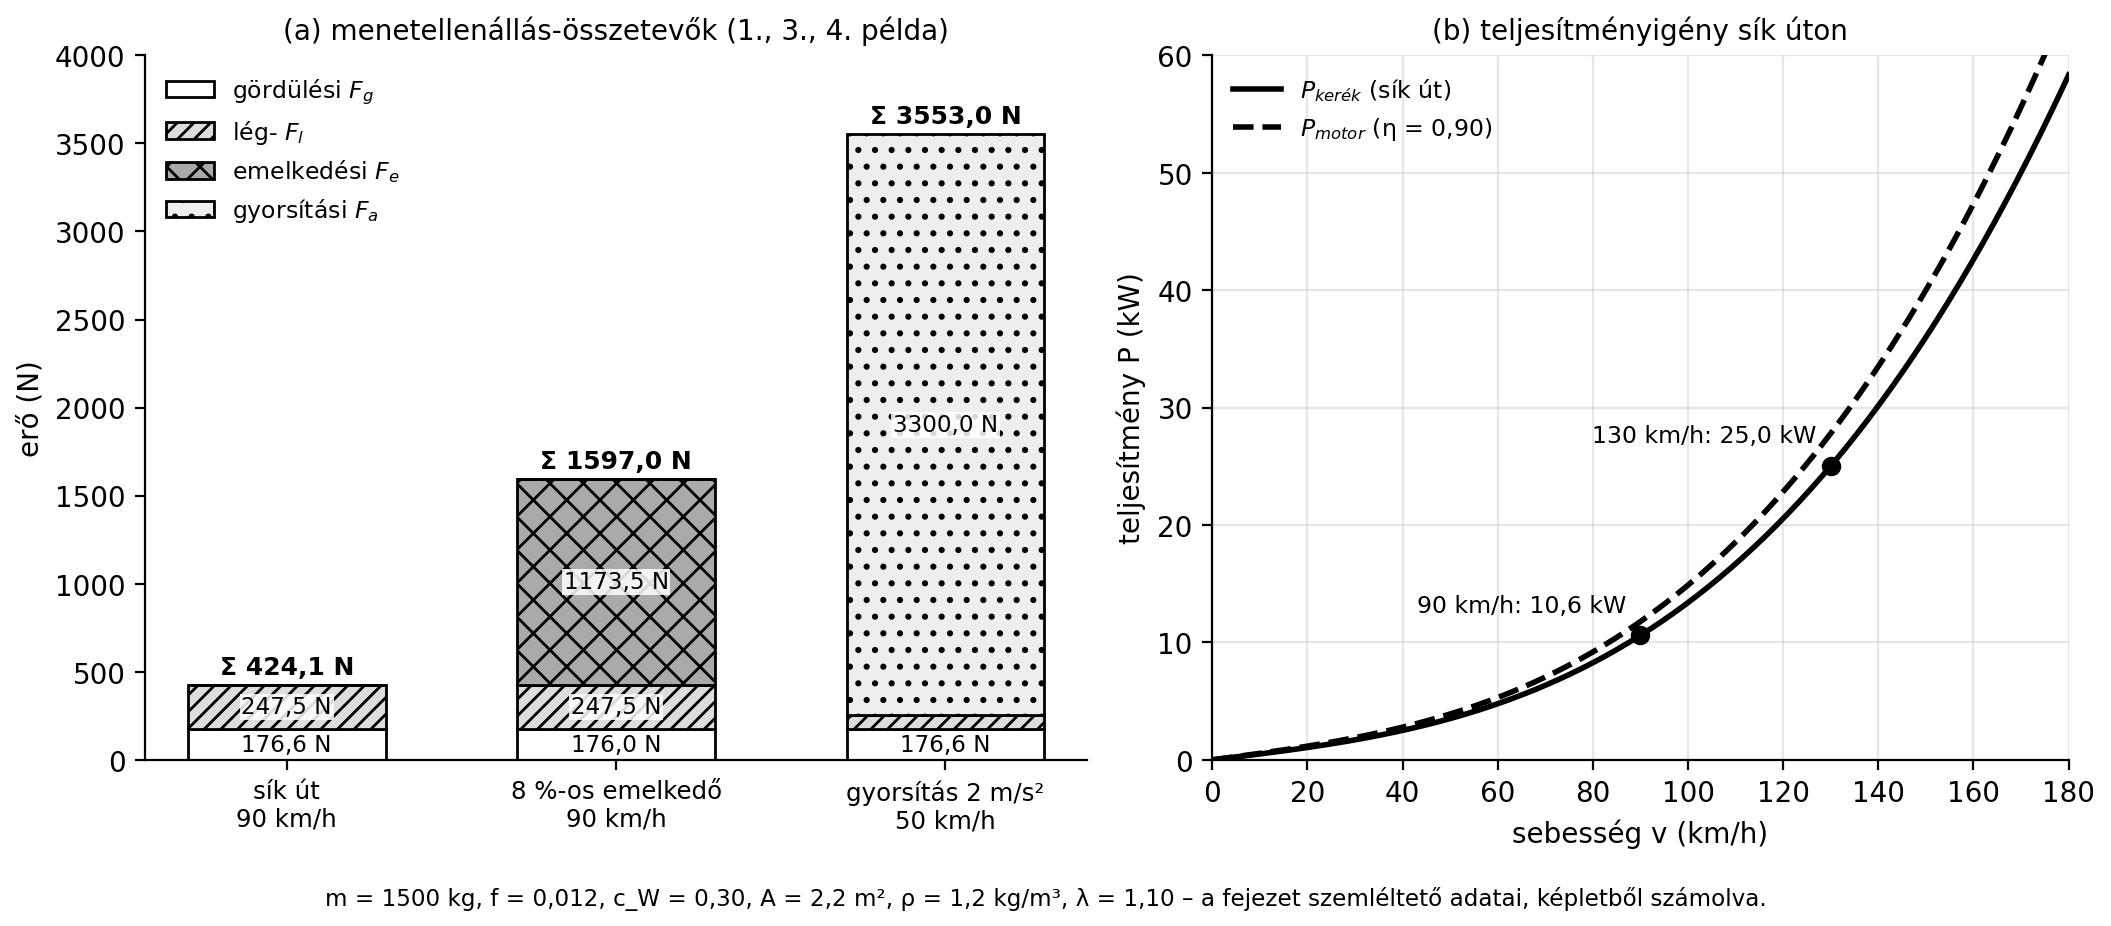 (a) menetellenállás-összetevők (1., 3., 4. példa)
erő (N)
4000
3500
3000
2500
2000
1500
1000
500
0
gördülési F_g
lég- F_l
emelkedési F_e
gyorsítási F_a
Σ 424,1 N
247,5 N
176,6 N
Σ 1597,0 N
1173,5 N
247,5 N
176,0 N
Σ 3553,0 N
3300,0 N
176,6 N
sík út
90 km/h
8 %-os emelkedő
90 km/h
gyorsítás 2 m/s²
50 km/h
(b) teljesítményigény sík úton
teljesítmény P (kW)
60
50
40
30
20
10
0
P_kerék (sík út)
P_motor (η = 0,90)
130 km/h: 25,0 kW
90 km/h: 10,6 kW
0 20 40 60 80 100 120 140 160 180
sebesség v (km/h)
m = 1500 kg, f = 0,012, c_W = 0,30, A = 2,2 m², ρ = 1,2 kg/m³, λ = 1,10 – a fejezet szemléltető adatai, képletből számolva.